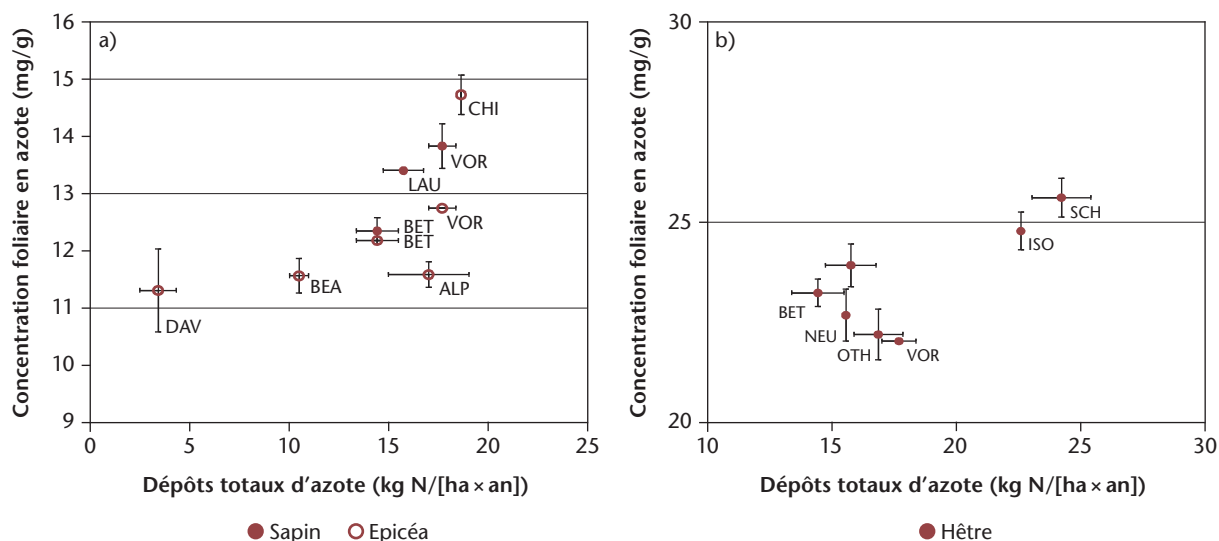 a)
Concentration foliaire en azote (mg/g)
16
15
14
13
12
11
10
9
0
5
10
15
20
25
CHI
VOR
LAU
VOR
BET
BET
BEA
ALP
DAV
Dépôts totaux d'azote (kg N/[ha × an])
Sapin
Epicéa
b)
Concentration foliaire en azote (mg/g)
30
25
20
10
15
20
25
30
SCH
ISO
BET
NEU
OTH
VOR
Dépôts totaux d'azote (kg N/[ha × an])
Hêtre